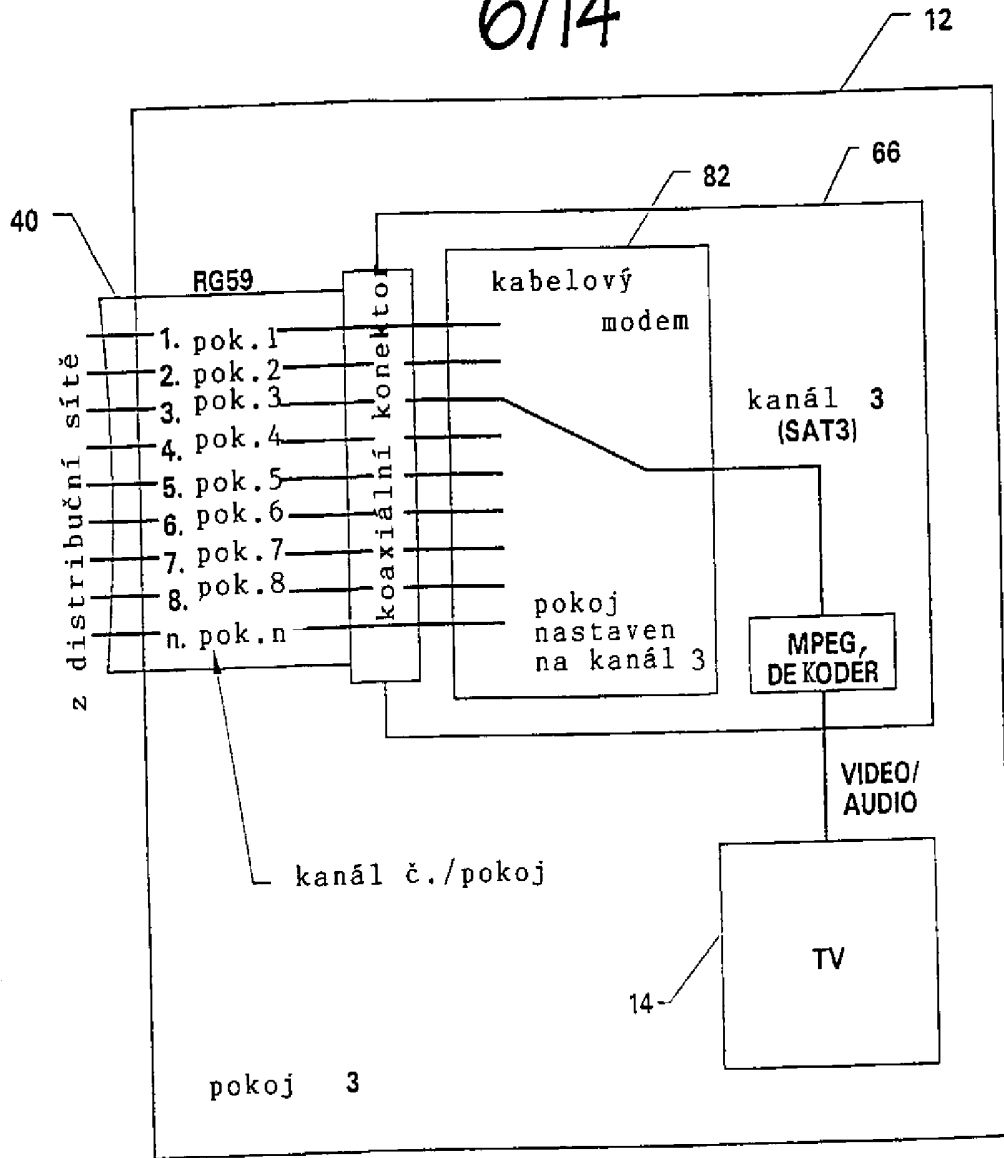 6/14
12
66
82
40
RG59
z distribuční sítě
1. pok.1
2. pok.2
3. pok.3
4. pok.4
5. pok.5
6. pok.6
7. pok.7
8. pok.8
n. pok.n
koaxiální konektor
kabelový
modem
kanál 3
(SAT3)
pokoj
nastaven
na kanál 3
MPEG,
DEKODER
VIDEO/
AUDIO
kanál č./pokoj
TV
14
pokoj 3